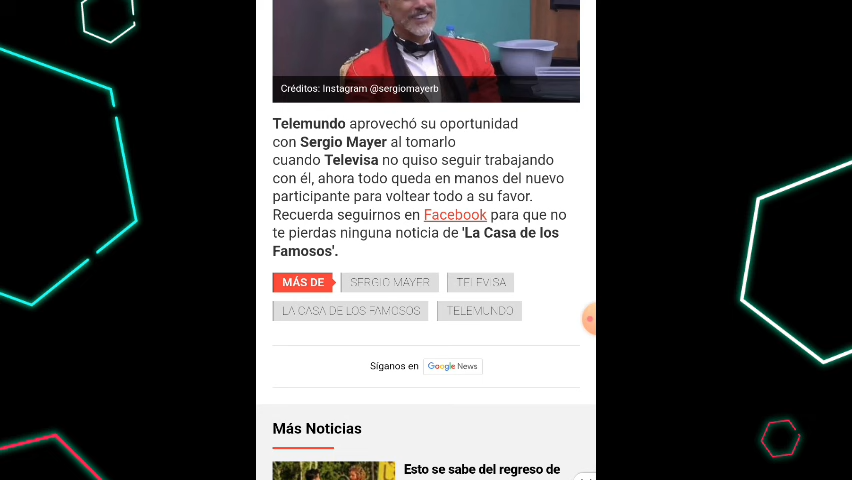 Créditos: Instagram @sergiomayerb
Telemundo aprovechó su oportunidad
con Sergio Mayer al tomarlo
cuando Televisa no quiso seguir trabajando
con él, ahora todo queda en manos del nuevo
participante para voltear todo a su favor.
Recuerda seguirnos en Facebook para que no
te pierdas ninguna noticia de 'La Casa de los
Famosos'.
MÁS DE SERGIO MAYER TELEVISA
LA CASA DE LOS FAMOSOS TELEMUNDO
Síganos en Google News
Más Noticias
Esto se sabe del regreso de